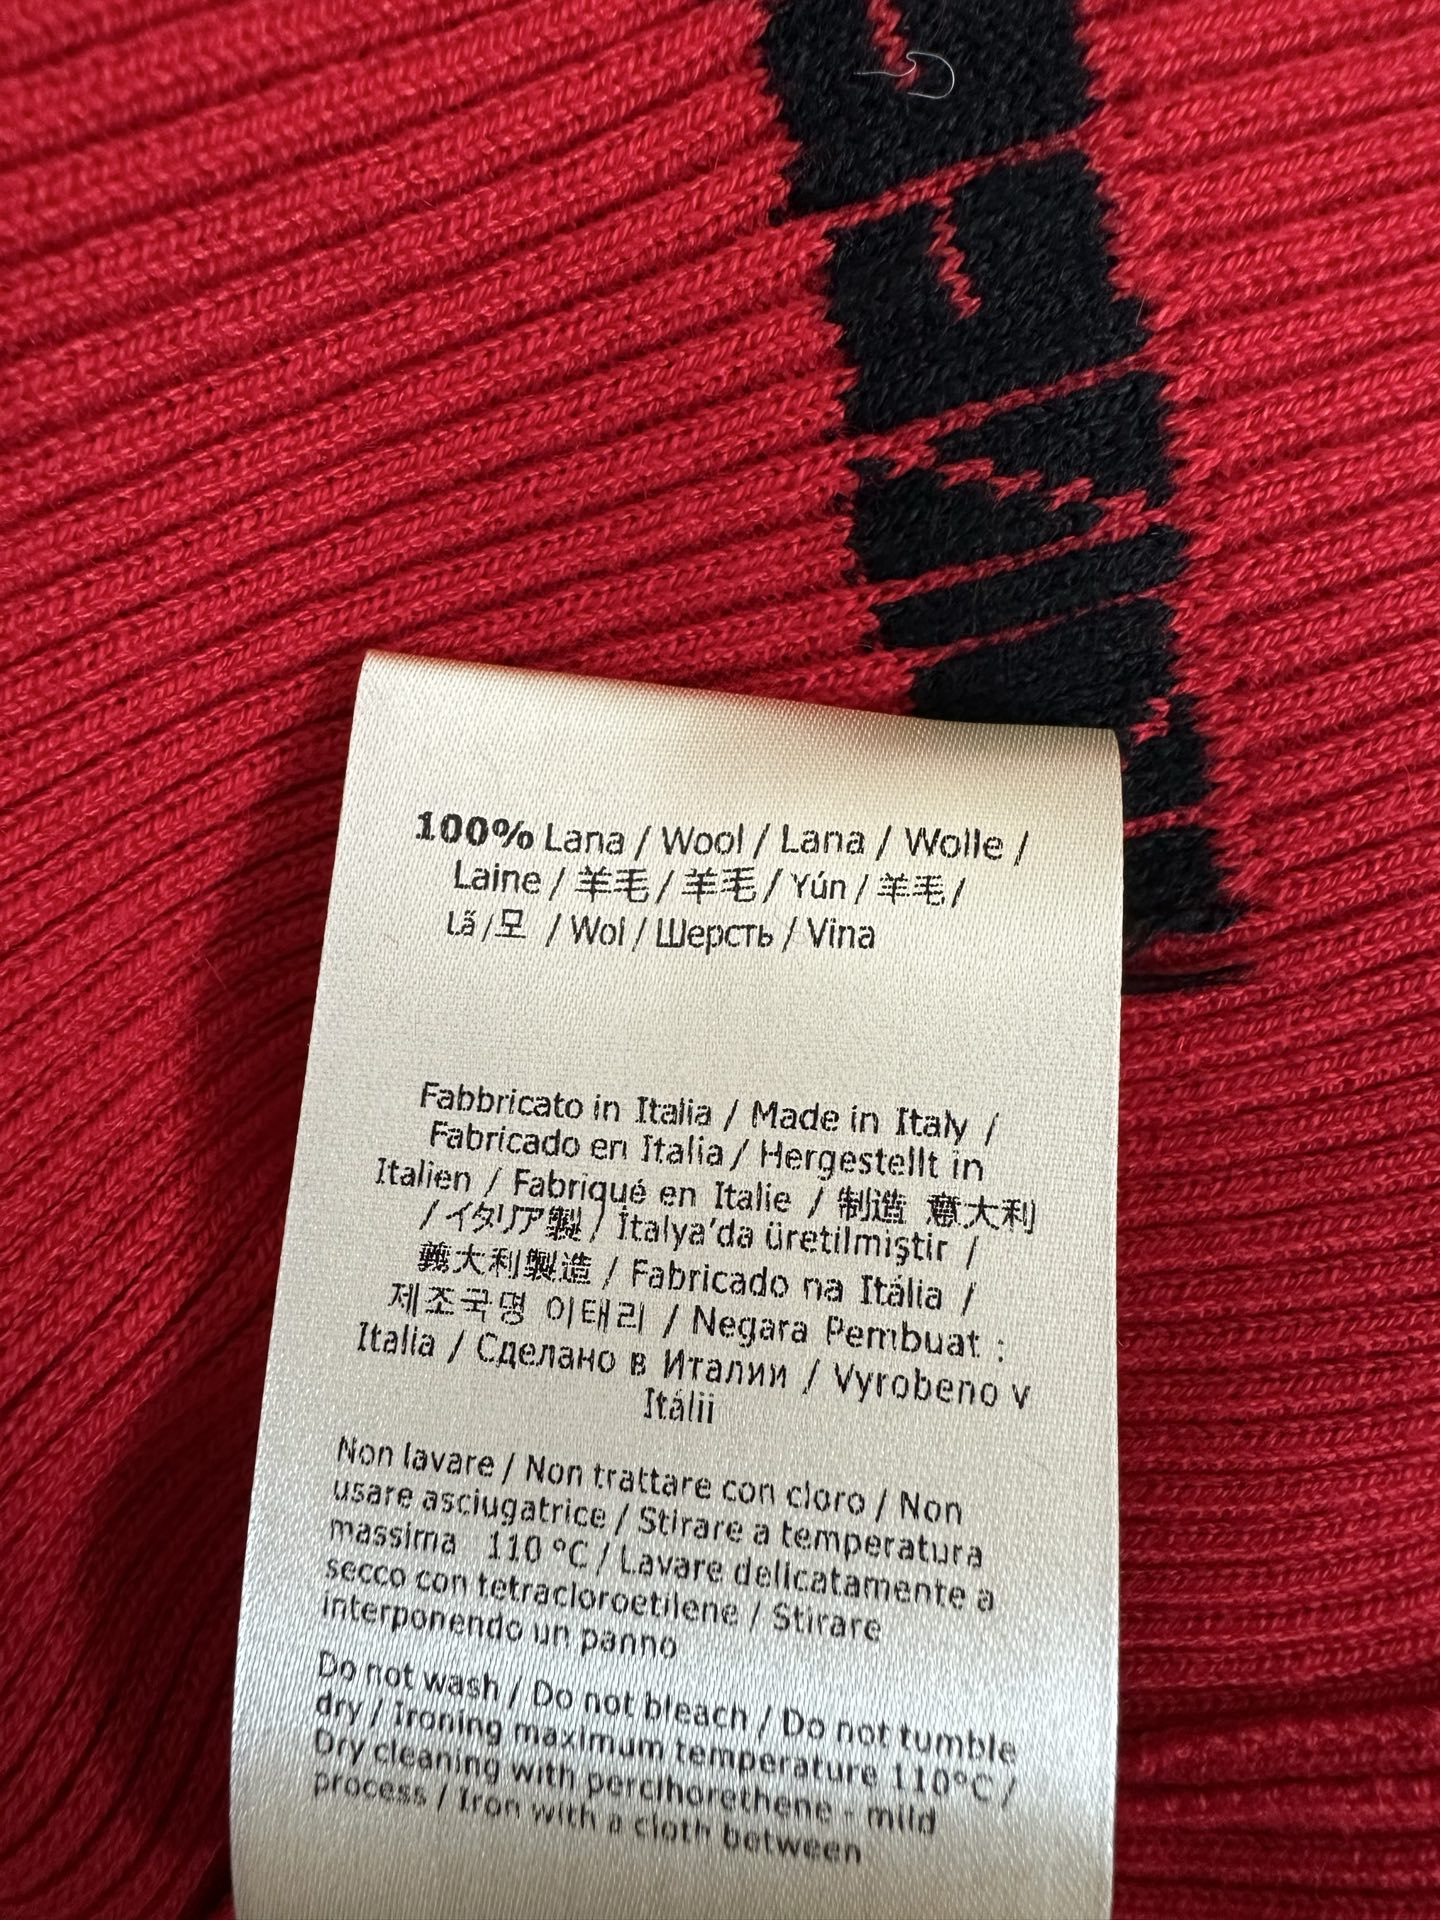 100% Lana / Wool / Lana / Wolle /
Laine / 羊毛 / 羊毛 / Yún / 羊毛 /
Lã / 모 / Wol / Шерсть / Vina
Fabbricato in Italia / Made in Italy /
Fabricado en Italia / Hergestellt in
Italien / Fabriqué en Italie / 制造 意大利
/ イタリア製 / İtalya'da üretilmiştir /
義大利製造 / Fabricado na Itália /
제조국명 이태리 / Negara Pembuat :
Italia / Сделано в Италии / Vyrobeno v
Itálii
Non lavare / Non trattare con cloro / Non
usare asciugatrice / Stirare a temperatura
massima 110 °C / Lavare delicatamente a
secco con tetracloroetilene / Stirare
interponendo un panno
Do not wash / Do not bleach / Do not tumble
dry / Ironing maximum temperature 110°C /
Dry cleaning with perclhorethene - mild
process / Iron with a cloth between